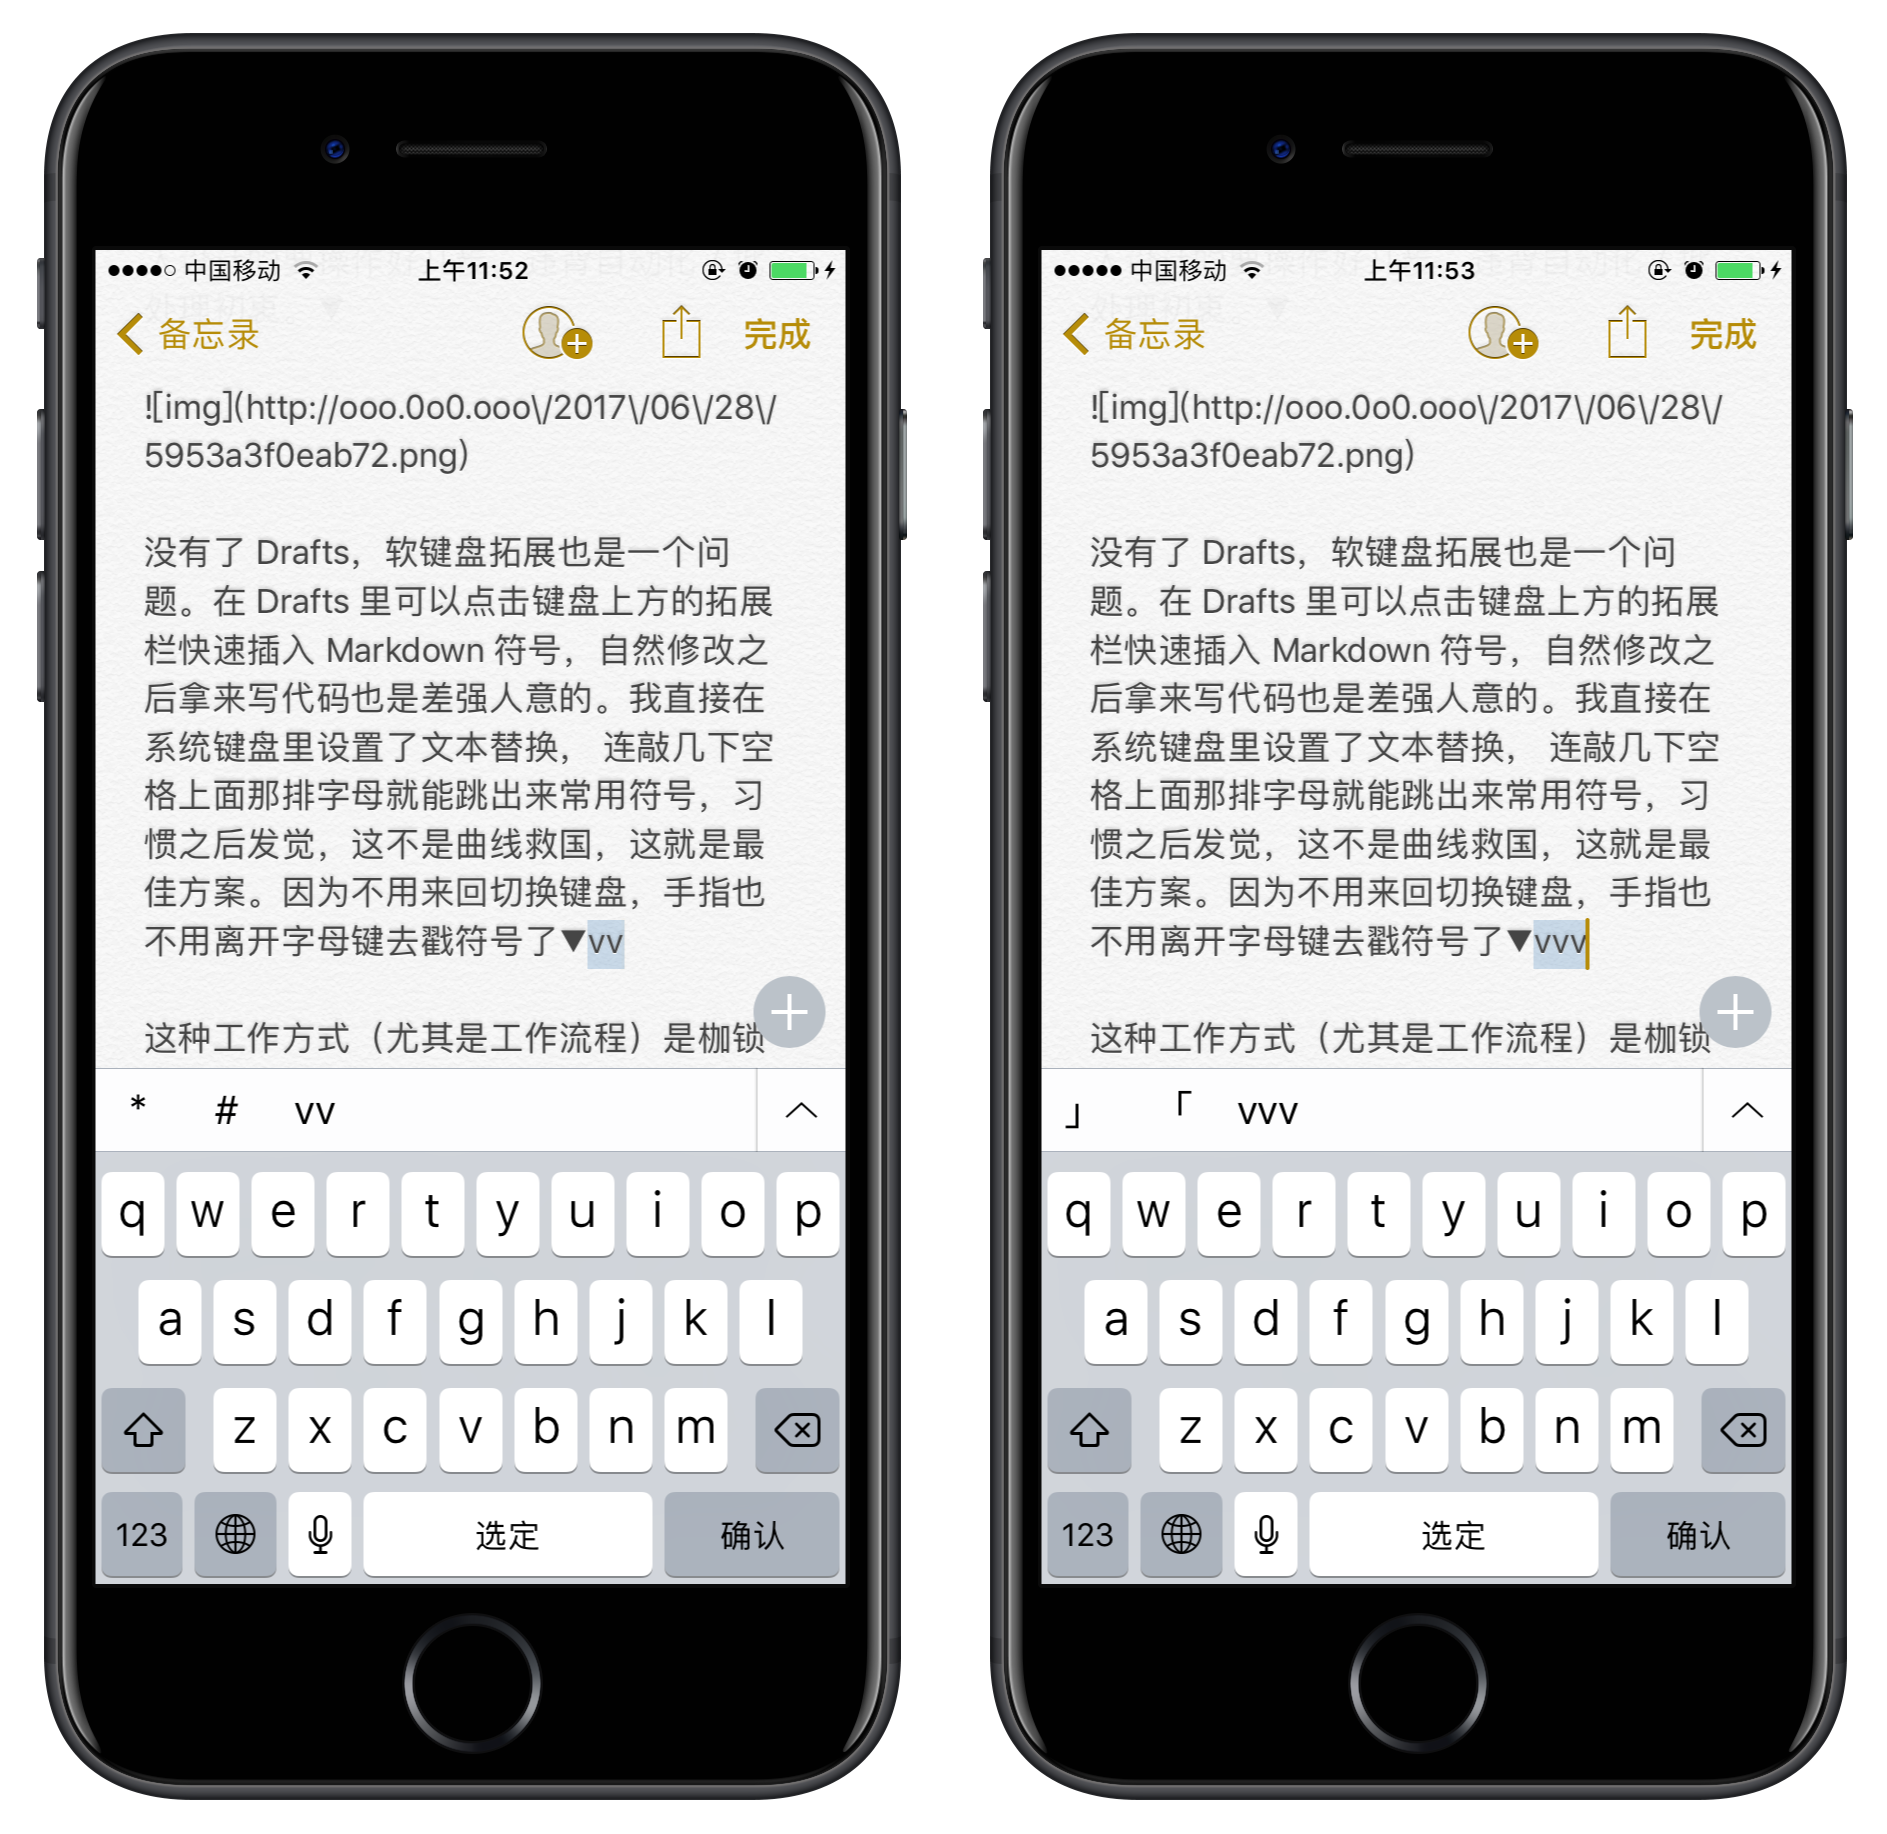 中国移动 上午11:52
备忘录 完成
![img](http://ooo.0o0.ooo\/2017\/06\/28\/
5953a3f0eab72.png)
没有了 Drafts，软键盘拓展也是一个问
题。在 Drafts 里可以点击键盘上方的拓展
栏快速插入 Markdown 符号，自然修改之
后拿来写代码也是差强人意的。我直接在
系统键盘里设置了文本替换， 连敲几下空
格上面那排字母就能跳出来常用符号，习
惯之后发觉，这不是曲线救国，这就是最
佳方案。因为不用来回切换键盘，手指也
不用离开字母键去戳符号了▼vv
这种工作方式（尤其是工作流程）是枷锁
* # vv
q w e r t y u i o p
a s d f g h j k l
z x c v b n m
123 选定 确认
中国移动 上午11:53
备忘录 完成
![img](http://ooo.0o0.ooo\/2017\/06\/28\/
5953a3f0eab72.png)
没有了 Drafts，软键盘拓展也是一个问
题。在 Drafts 里可以点击键盘上方的拓展
栏快速插入 Markdown 符号，自然修改之
后拿来写代码也是差强人意的。我直接在
系统键盘里设置了文本替换， 连敲几下空
格上面那排字母就能跳出来常用符号，习
惯之后发觉，这不是曲线救国，这就是最
佳方案。因为不用来回切换键盘，手指也
不用离开字母键去戳符号了▼vvv
这种工作方式（尤其是工作流程）是枷锁
」 「 vvv
q w e r t y u i o p
a s d f g h j k l
z x c v b n m
123 选定 确认